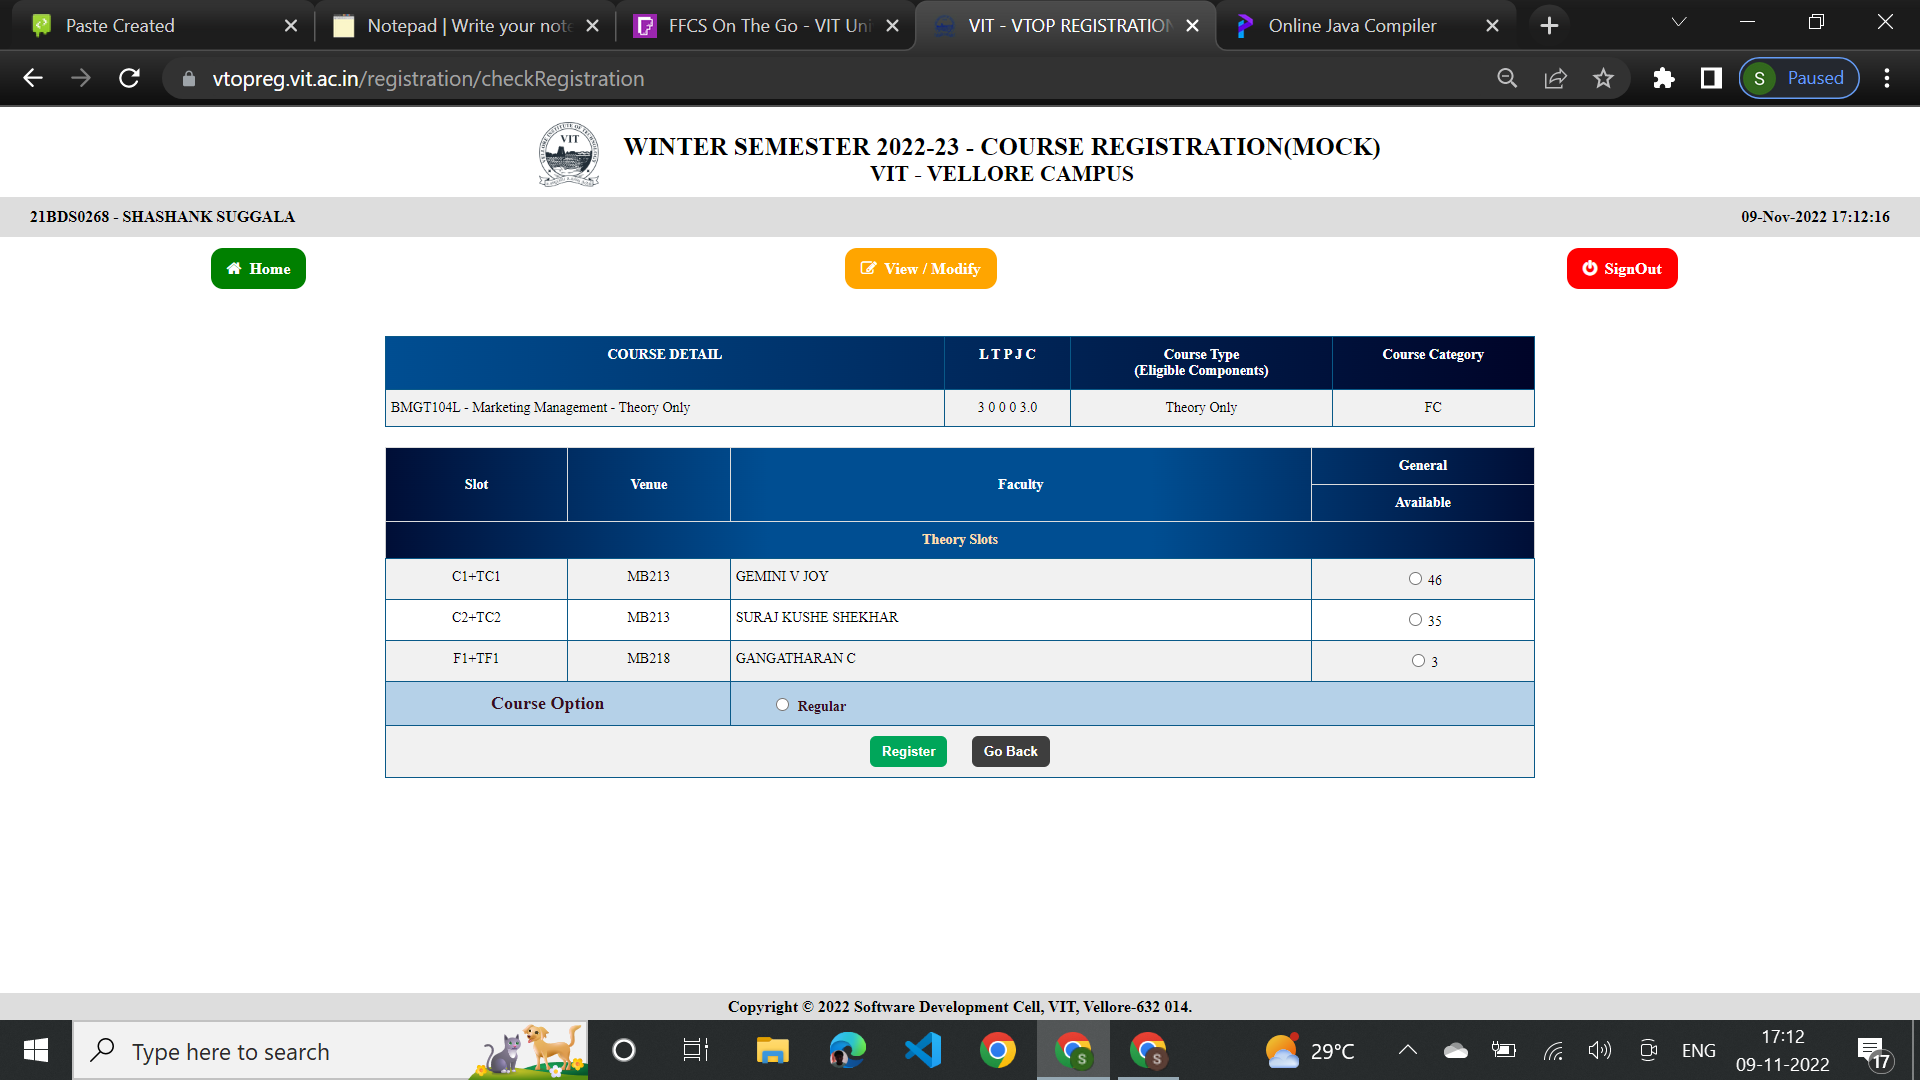 Paste Created
Notepad | Write your note
FFCS On The Go - VIT Uni
VIT - VTOP REGISTRATION
Online Java Compiler
vtopreg.vit.ac.in/registration/checkRegistration
S Paused
VIT
WINTER SEMESTER 2022-23 - COURSE REGISTRATION(MOCK)
VIT - VELLORE CAMPUS
21BDS0268 - SHASHANK SUGGALA
09-Nov-2022 17:12:16
Home
View / Modify
SignOut
COURSE DETAIL
L T P J C
Course Type
(Eligible Components)
Course Category
BMGT104L - Marketing Management - Theory Only
3 0 0 0 3.0
Theory Only
FC
Slot
Venue
Faculty
General
Available
Theory Slots
C1+TC1 MB213 GEMINI V JOY 46
C2+TC2 MB213 SURAJ KUSHE SHEKHAR 35
F1+TF1 MB218 GANGATHARAN C 3
Course Option Regular
Register Go Back
Copyright © 2022 Software Development Cell, VIT, Vellore-632 014.
Type here to search
S
S
29°C
ENG
17:12
09-11-2022
17